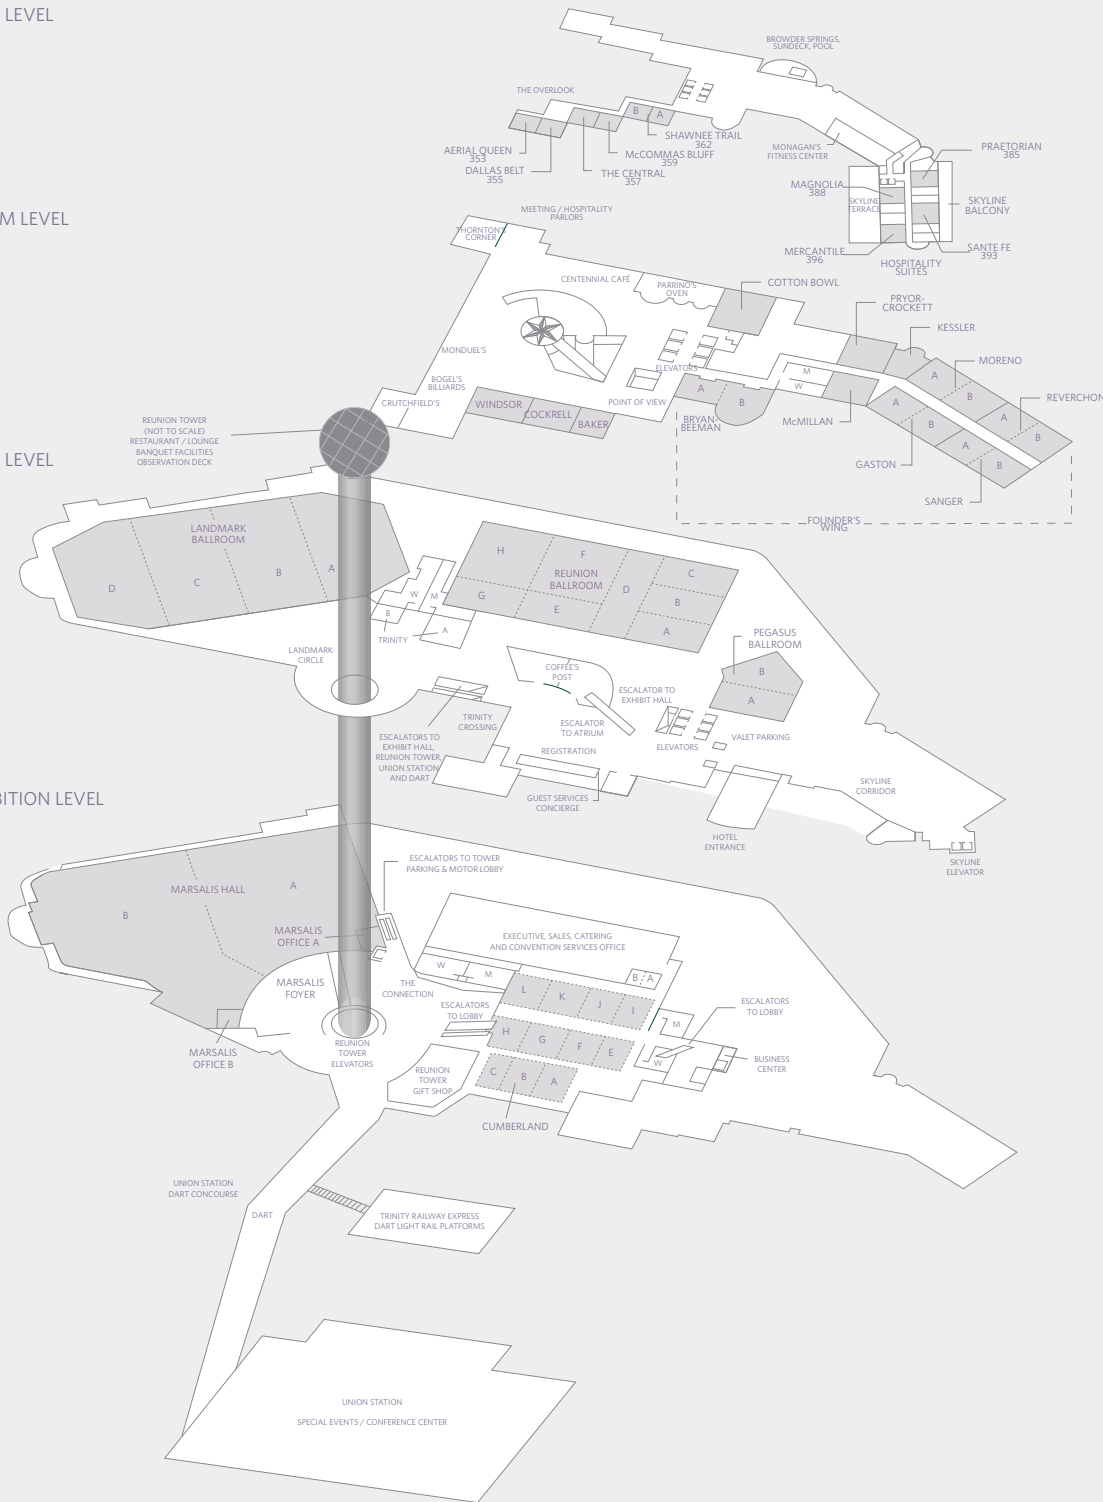 LEVEL
BROWDER SPRINGS,
SUNDECK, POOL
THE OVERLOOK
B
A
SHAWNEE TRAIL
362
AERIAL QUEEN
353
McCOMMAS BLUFF
359
DALLAS BELT
355
THE CENTRAL
357
MONAGAN'S
FITNESS CENTER
PRAETORIAN
385
MAGNOLIA
388
SKYLINE
TERRACE
SKYLINE
BALCONY
MERCANTILE
396
SANTE FE
393
HOSPITALITY
SUITES
M LEVEL
MEETING / HOSPITALITY
PARLORS
THORNTON'S
CORNER
CENTENNIAL CAFÉ
PARRINO'S
OVEN
COTTON BOWL
PRYOR-
CROCKETT
KESSLER
MORENO
MONDUEL'S
ELEVATORS
M
W
A
B
A
B
REVERCHON
BOGEL'S
BILLIARDS
CRUTCHFIELD'S
WINDSOR
COCKRELL
BAKER
POINT OF VIEW
A
B
BRYAN-
BEEMAN
McMILLAN
A
B
A
B
GASTON
SANGER
FOUNDER'S
WING
REUNION TOWER
(NOT TO SCALE)
RESTAURANT / LOUNGE
BANQUET FACILITIES
OBSERVATION DECK
LEVEL
LANDMARK
BALLROOM
D
C
B
A
H
F
C
REUNION
BALLROOM
D
B
G
E
A
W
M
B
A
TRINITY
LANDMARK
CIRCLE
PEGASUS
BALLROOM
B
A
COFFEE'S
POST
ESCALATOR TO
EXHIBIT HALL
TRINITY
CROSSING
ESCALATOR
TO ATRIUM
ELEVATORS
VALET PARKING
ESCALATORS TO
EXHIBIT HALL,
REUNION TOWER,
UNION STATION
AND DART
REGISTRATION
GUEST SERVICES
CONCIERGE
SKYLINE
CORRIDOR
HOTEL
ENTRANCE
SKYLINE
ELEVATOR
BITION LEVEL
ESCALATORS TO TOWER
PARKING & MOTOR LOBBY
MARSALIS HALL
A
B
MARSALIS
OFFICE A
EXECUTIVE, SALES, CATERING
AND CONVENTION SERVICES OFFICE
W
M
B
A
MARSALIS
FOYER
THE
CONNECTION
L
K
J
I
ESCALATORS
TO LOBBY
ESCALATORS
TO LOBBY
M
H
G
F
E
W
MARSALIS
OFFICE B
REUNION
TOWER
ELEVATORS
BUSINESS
CENTER
REUNION
TOWER
GIFT SHOP
C
B
A
CUMBERLAND
UNION STATION
DART CONCOURSE
DART
TRINITY RAILWAY EXPRESS
DART LIGHT RAIL PLATFORMS
UNION STATION
SPECIAL EVENTS / CONFERENCE CENTER